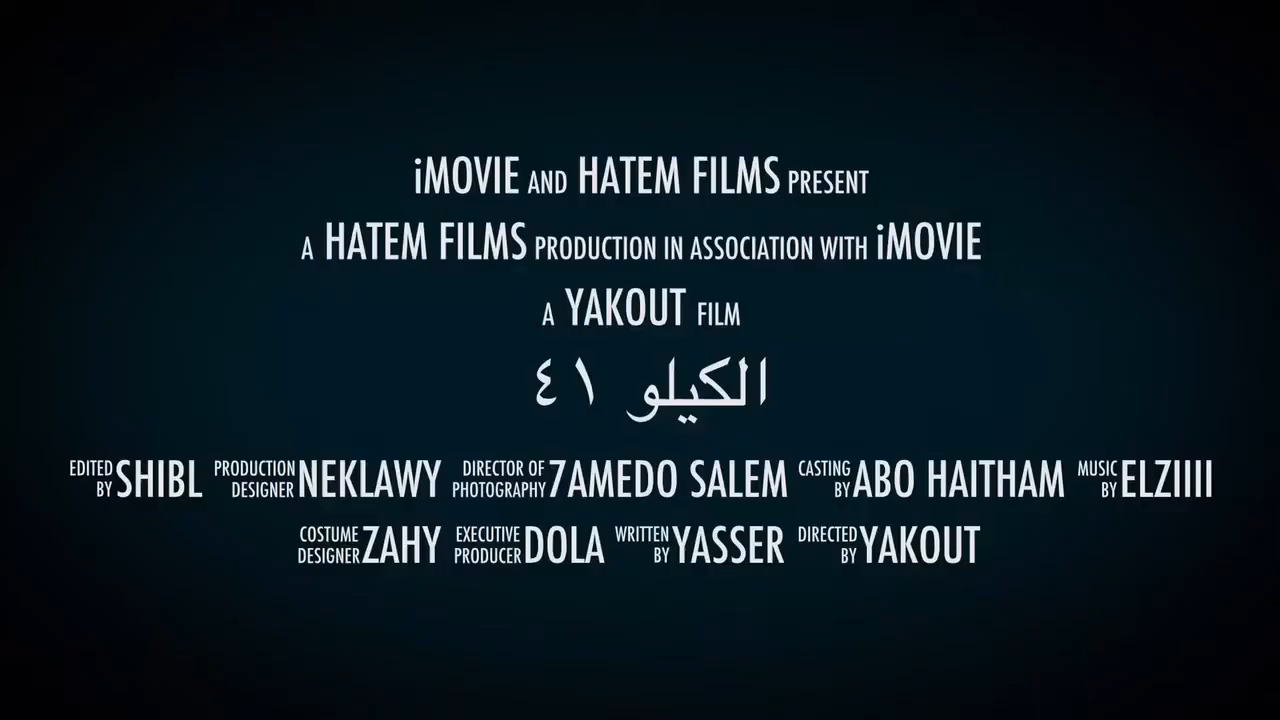 iMOVIE AND HATEM FILMS PRESENT
A HATEM FILMS PRODUCTION IN ASSOCIATION WITH iMOVIE
A YAKOUT FILM
الكيلو ٤١
EDITED BY SHIBL PRODUCTION DESIGNER NEKLAWY DIRECTOR OF PHOTOGRAPHY 7AMEDO SALEM CASTING BY ABO HAITHAM MUSIC BY ELZIIII
COSTUME DESIGNER ZAHY EXECUTIVE PRODUCER DOLA WRITTEN BY YASSER DIRECTED BY YAKOUT